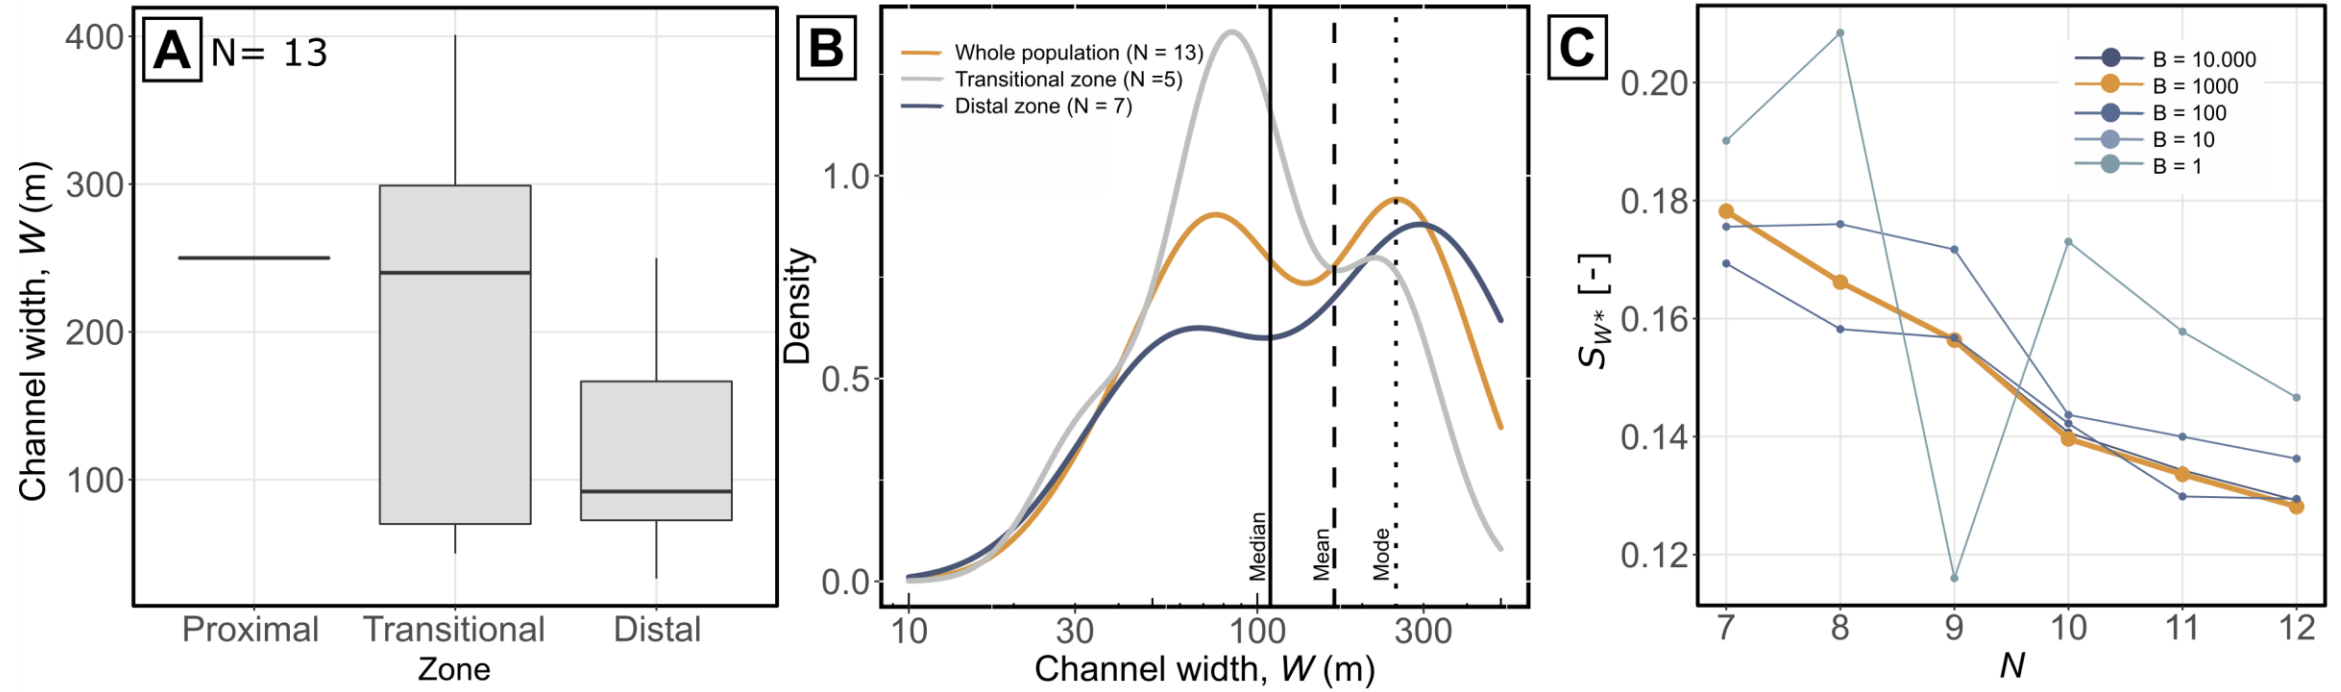 A
N= 13
400
300
200
100
Channel width, W (m)
Proximal
Transitional
Distal
Zone
B
Whole population (N = 13)
Transitional zone (N =5)
Distal zone (N = 7)
1.0
0.5
0.0
Density
Median
Mean
Mode
10
30
100
300
Channel width, W (m)
C
B = 10.000
B = 1000
B = 100
B = 10
B = 1
0.20
0.18
0.16
0.14
0.12
SW* [-]
7
8
9
10
11
12
N